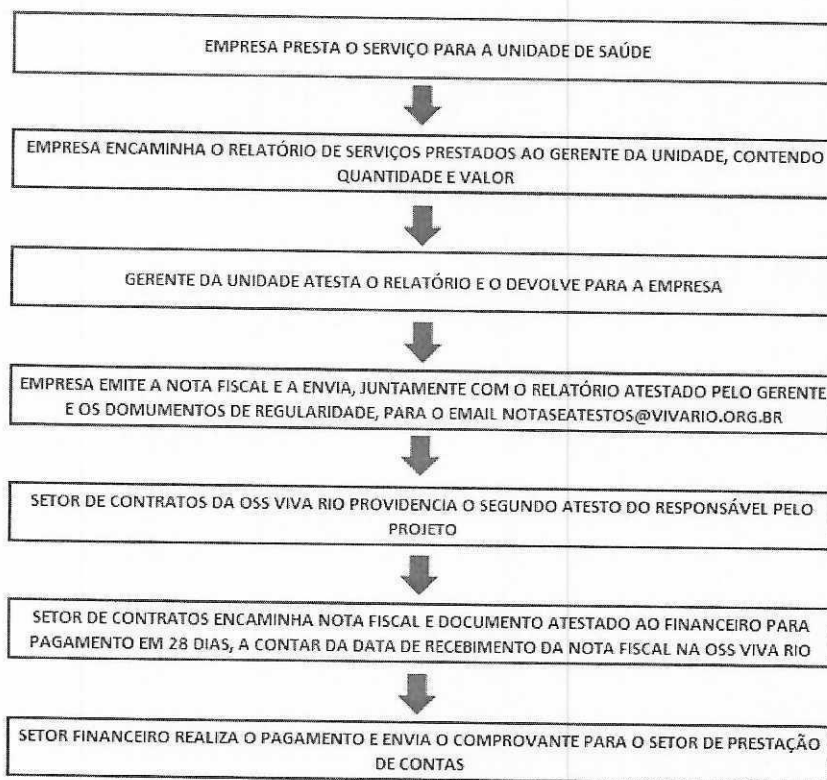 EMPRESA PRESTA O SERVIÇO PARA A UNIDADE DE SAÚDE
EMPRESA ENCAMINHA O RELATÓRIO DE SERVIÇOS PRESTADOS AO GERENTE DA UNIDADE, CONTENDO
QUANTIDADE E VALOR
GERENTE DA UNIDADE ATESTA O RELATÓRIO E O DEVOLVE PARA A EMPRESA
EMPRESA EMITE A NOTA FISCAL E A ENVIA, JUNTAMENTE COM O RELATÓRIO ATESTADO PELO GERENTE
E OS DOMUMENTOS DE REGULARIDADE, PARA O EMAIL NOTASEATESTOS@VIVARIO.ORG.BR
SETOR DE CONTRATOS DA OSS VIVA RIO PROVIDENCIA O SEGUNDO ATESTO DO RESPONSÁVEL PELO
PROJETO
SETOR DE CONTRATOS ENCAMINHA NOTA FISCAL E DOCUMENTO ATESTADO AO FINANCEIRO PARA
PAGAMENTO EM 28 DIAS, A CONTAR DA DATA DE RECEBIMENTO DA NOTA FISCAL NA OSS VIVA RIO
SETOR FINANCEIRO REALIZA O PAGAMENTO E ENVIA O COMPROVANTE PARA O SETOR DE PRESTAÇÃO
DE CONTAS